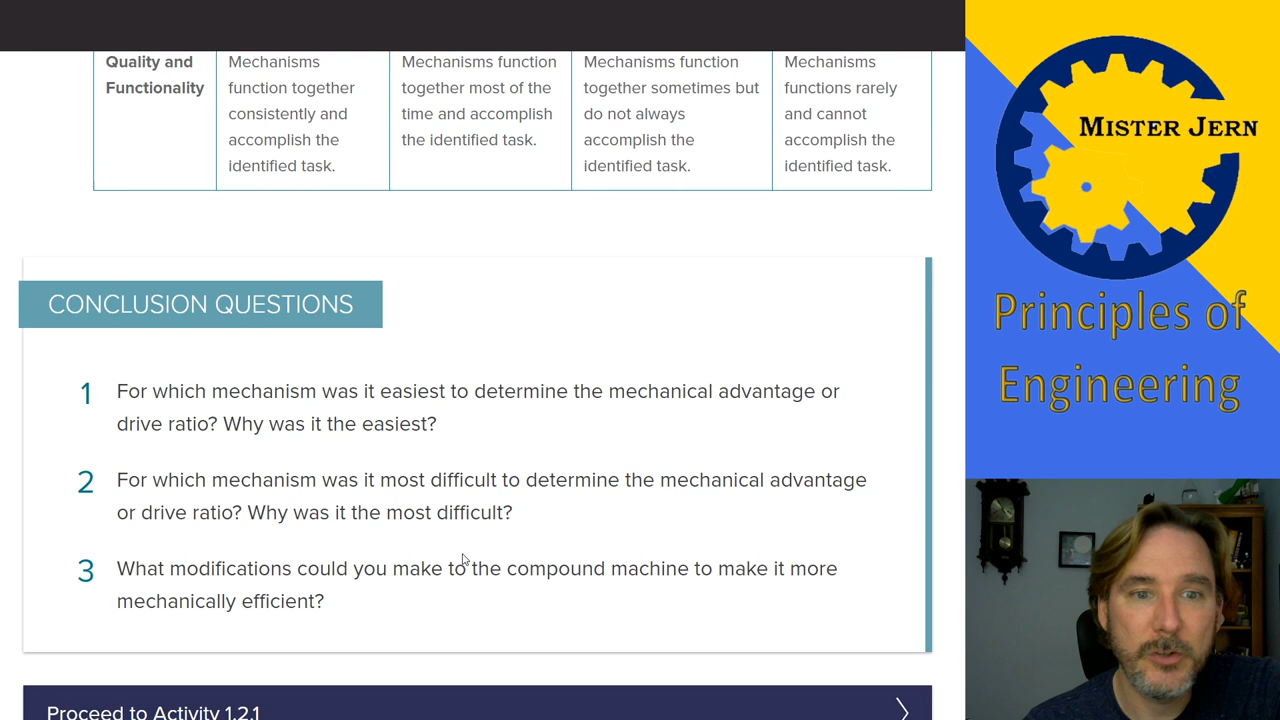 Quality and
Functionality
Mechanisms
function together
consistently and
accomplish the
identified task.
Mechanisms function
together most of the
time and accomplish
the identified task.
Mechanisms function
together sometimes but
do not always
accomplish the
identified task.
Mechanisms
functions rarely
and cannot
accomplish the
identified task.
CONCLUSION QUESTIONS
1 For which mechanism was it easiest to determine the mechanical advantage or
drive ratio? Why was it the easiest?
2 For which mechanism was it most difficult to determine the mechanical advantage
or drive ratio? Why was it the most difficult?
3 What modifications could you make to the compound machine to make it more
mechanically efficient?
Proceed to Activity 1.2.1
MISTER JERN
Principles of
Engineering